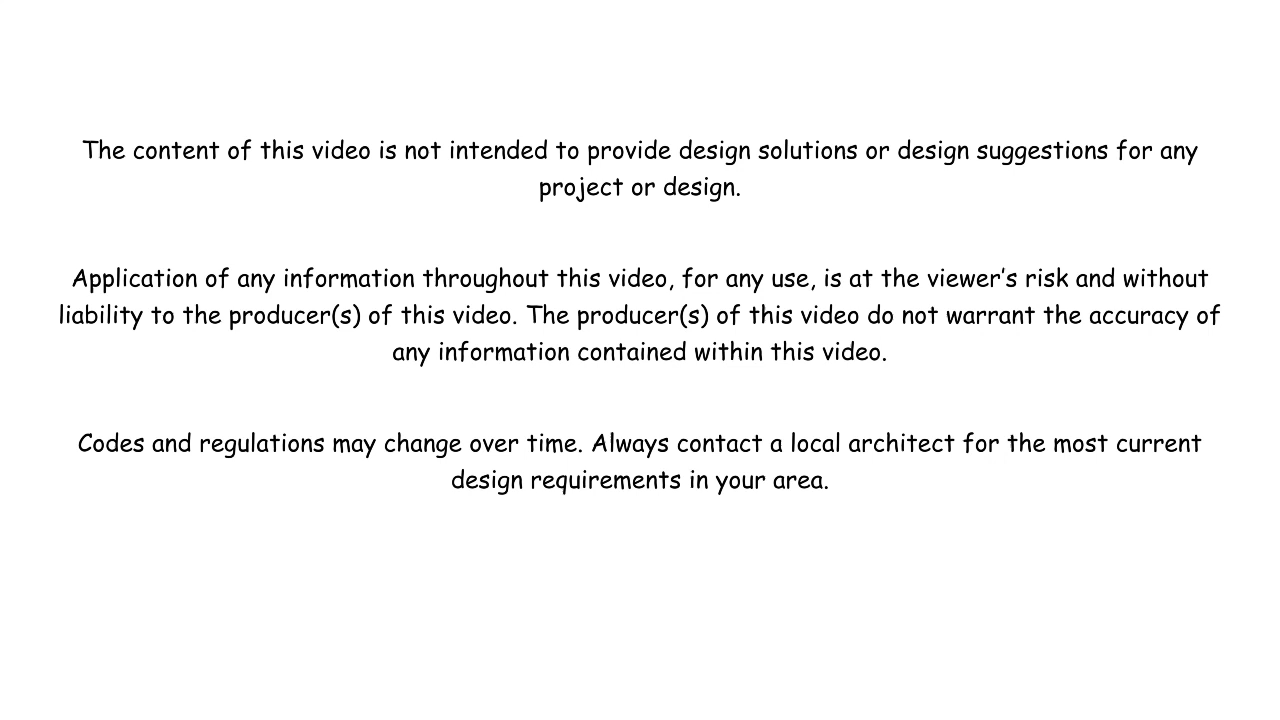 The content of this video is not intended to provide design solutions or design suggestions for any
project or design.
Application of any information throughout this video, for any use, is at the viewer’s risk and without
liability to the producer(s) of this video. The producer(s) of this video do not warrant the accuracy of
any information contained within this video.
Codes and regulations may change over time. Always contact a local architect for the most current
design requirements in your area.